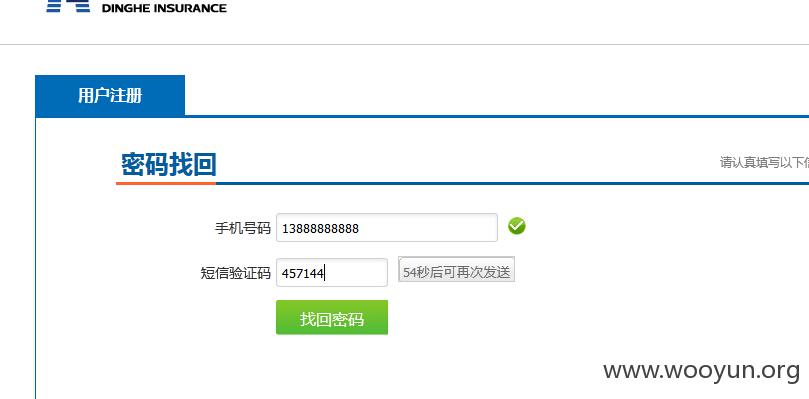 DINGHE INSURANCE
用户注册
密码找回
请认真填写以下信
手机号码 13888888888
短信验证码 457144 54秒后可再次发送
找回密码
www.wooyun.org